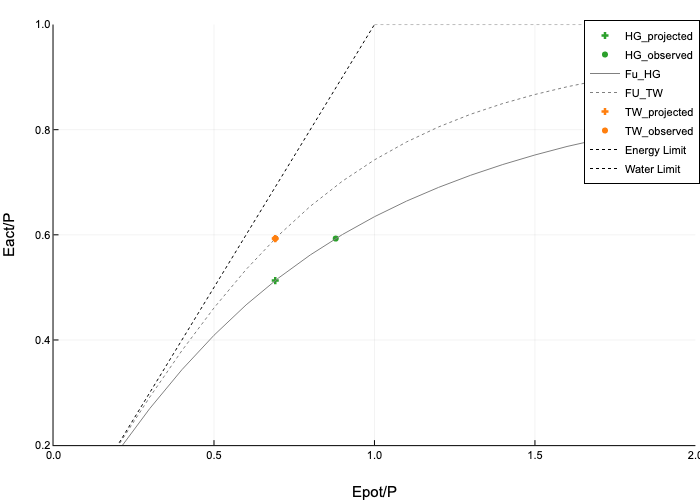 1.0
0.8
0.6
0.4
0.2
0.0
0.5
1.0
1.5
2.0
Eact/P
Epot/P
HG_projected
HG_observed
Fu_HG
FU_TW
TW_projected
TW_observed
Energy Limit
Water Limit